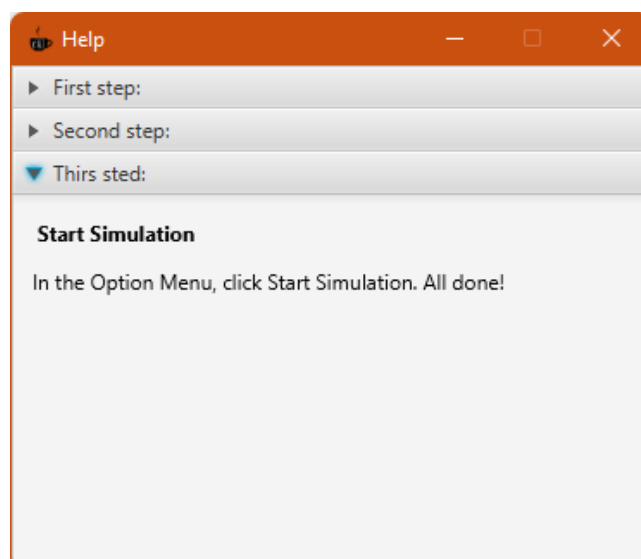 Help
First step:
Second step:
Thirs sted:
Start Simulation
In the Option Menu, click Start Simulation. All done!